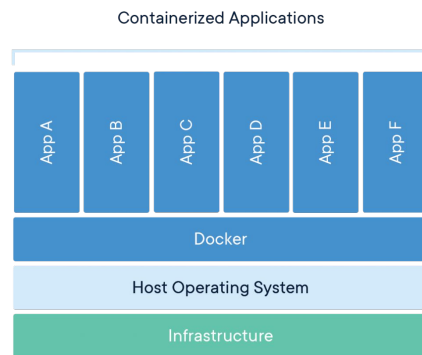 Containerized Applications
App A
App B
App C
App D
App E
App F
Docker
Host Operating System
Infrastructure